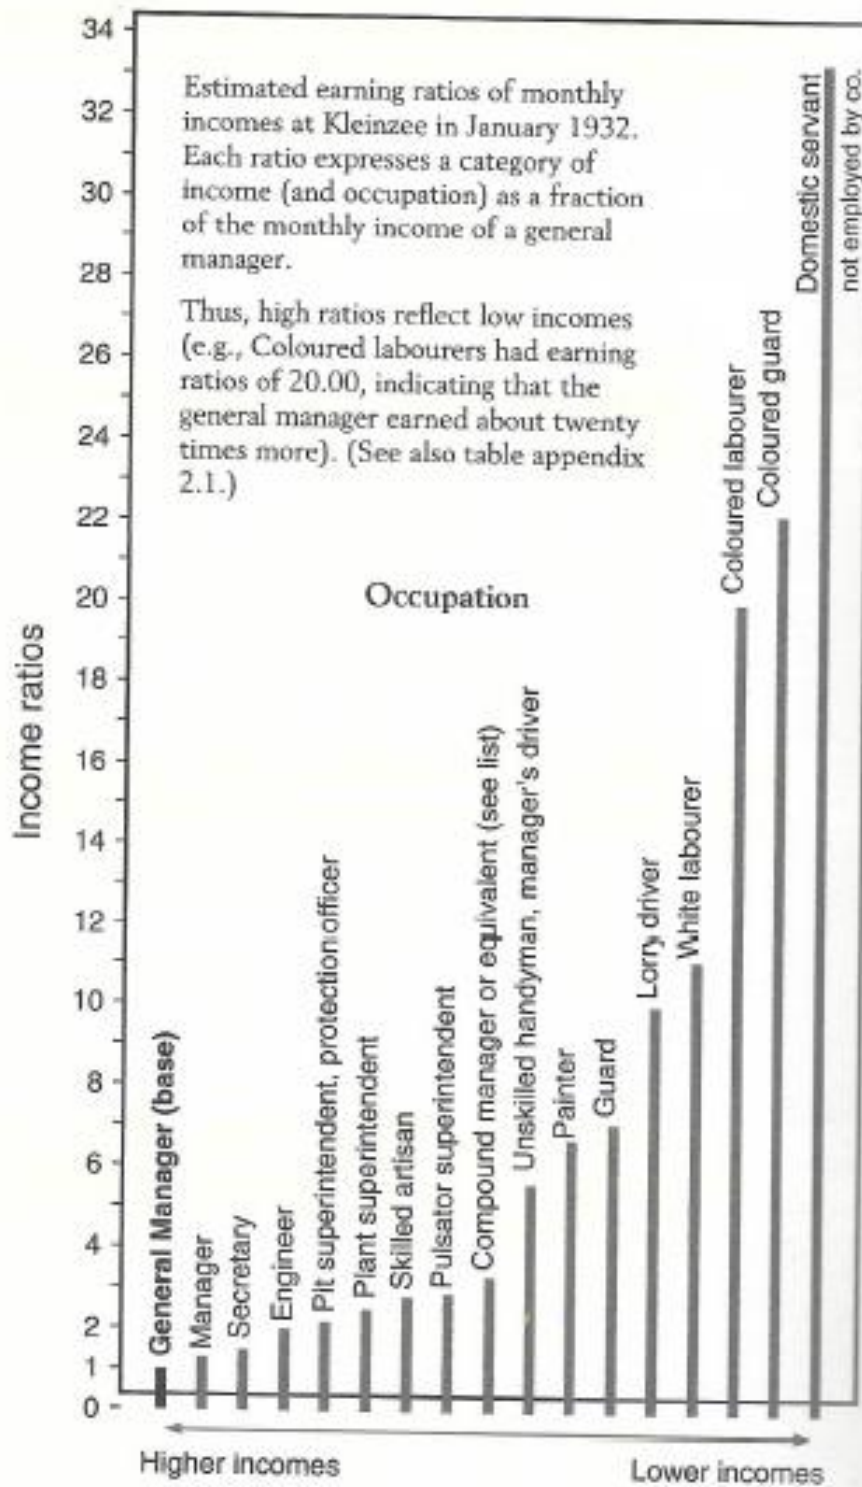 Estimated earning ratios of monthly
incomes at Kleinzee in January 1932.
Each ratio expresses a category of
income (and occupation) as a fraction
of the monthly income of a general
manager.
Thus, high ratios reflect low incomes
(e.g., Coloured labourers had earning
ratios of 20.00, indicating that the
general manager earned about twenty
times more). (See also table appendix
2.1.)
Occupation
Income ratios
34
32
30
28
26
24
22
20
18
16
14
12
10
8
6
4
2
1
0
General Manager (base)
Manager
Secretary
Engineer
Pit superintendent, protection officer
Plant superintendent
Skilled artisan
Pulsator superintendent
Compound manager or equivalent (see list)
Unskilled handyman, manager's driver
Painter
Guard
Lorry driver
White labourer
Coloured labourer
Coloured guard
Domestic servant
not employed by co.
Higher incomes
Lower incomes